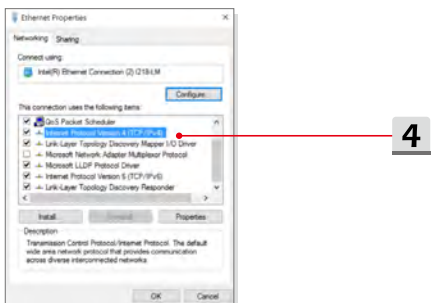 Ethernet Properties
Networking Sharing
Connect using:
Intel(R) Ethernet Connection (2) I218-LM
Configure...
This connection uses the following items:
QoS Packet Scheduler
Internet Protocol Version 4 (TCP/IPv4)
Link-Layer Topology Discovery Mapper I/O Driver
Microsoft Network Adapter Multiplexor Protocol
Microsoft LLDP Protocol Driver
Internet Protocol Version 6 (TCP/IPv6)
Link-Layer Topology Discovery Responder
Install... Uninstall Properties
Description
Transmission Control Protocol/Internet Protocol. The default
wide area network protocol that provides communication
across diverse interconnected networks.
OK Cancel
4